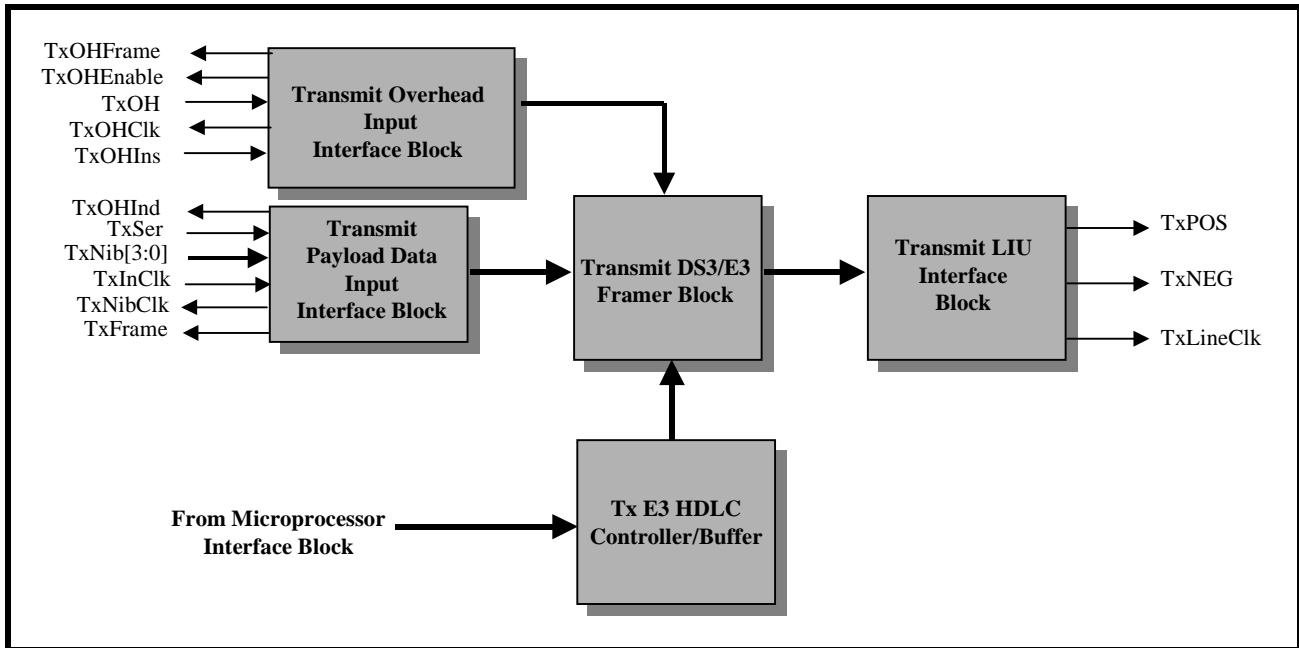 TxOHFrame
TxOHEnable
TxOH
TxOHClk
TxOHIns
Transmit Overhead
Input
Interface Block
TxOHInd
TxSer
TxNib[3:0]
TxInClk
TxNibClk
TxFrame
Transmit
Payload Data
Input
Interface Block
Transmit DS3/E3
Framer Block
Transmit LIU
Interface
Block
TxPOS
TxNEG
TxLineClk
From Microprocessor
Interface Block
Tx E3 HDLC
Controller/Buffer